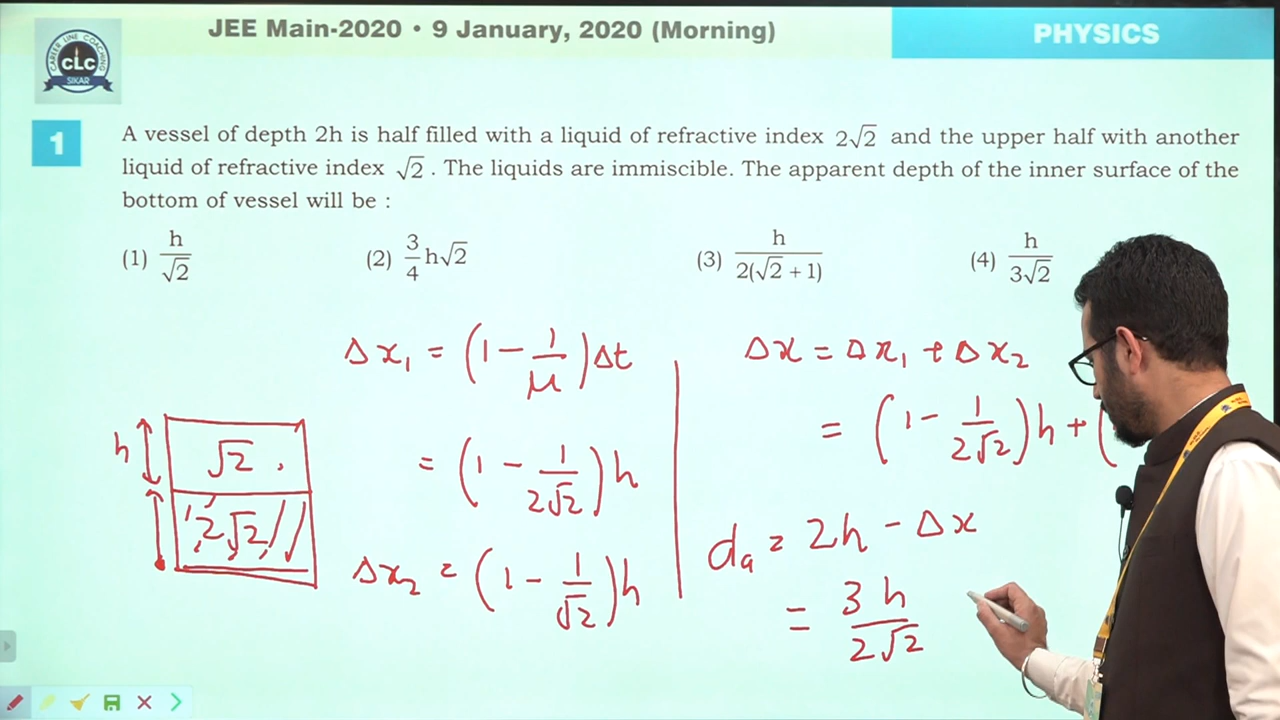 JEE Main-2020 • 9 January, 2020 (Morning)
PHYSICS
CAREER LINE COACHING
CLC
SIKAR
1
A vessel of depth 2h is half filled with a liquid of refractive index 2√2 and the upper half with another
liquid of refractive index √2 . The liquids are immiscible. The apparent depth of the inner surface of the
bottom of vessel will be :
(1) h/√2 (2) 3/4 h√2 (3) h/2(√2 + 1) (4) h/3√2
Δx₁ = (1 - 1/μ)Δt
= (1 - 1/2√2)h
Δx₂ = (1 - 1/√2)h
h
√2
2√2
Δx = Δx₁ + Δx₂
= (1 - 1/2√2)h + (
dₐ = 2h - Δx
= 3h/2√2